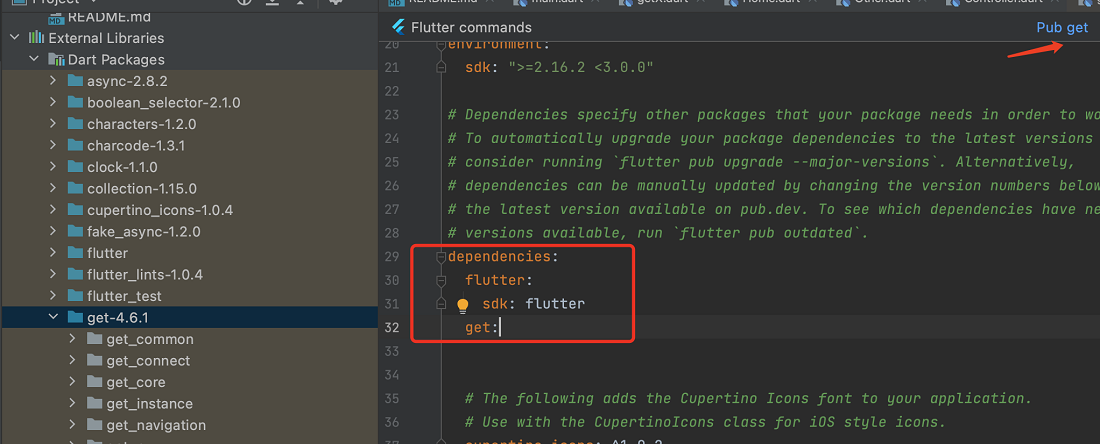 Project
README.md
External Libraries
Dart Packages
async-2.8.2
boolean_selector-2.1.0
characters-1.2.0
charcode-1.3.1
clock-1.1.0
collection-1.15.0
cupertino_icons-1.0.4
fake_async-1.2.0
flutter
flutter_lints-1.0.4
flutter_test
get-4.6.1
get_common
get_connect
get_core
get_instance
get_navigation
README.md main.dart getX.dart Home.dart Other.dart Controller.dart
Flutter commands Pub get
20 environment:
21 sdk: ">=2.16.2 <3.0.0"
22
23 # Dependencies specify other packages that your package needs in order to wo
24 # To automatically upgrade your package dependencies to the latest versions
25 # consider running `flutter pub upgrade --major-versions`. Alternatively,
26 # dependencies can be manually updated by changing the version numbers below
27 # the latest version available on pub.dev. To see which dependencies have ne
28 # versions available, run `flutter pub outdated`.
29 dependencies:
30 flutter:
31 sdk: flutter
32 get:
33
34
35 # The following adds the Cupertino Icons font to your application.
36 # Use with the CupertinoIcons class for iOS style icons.